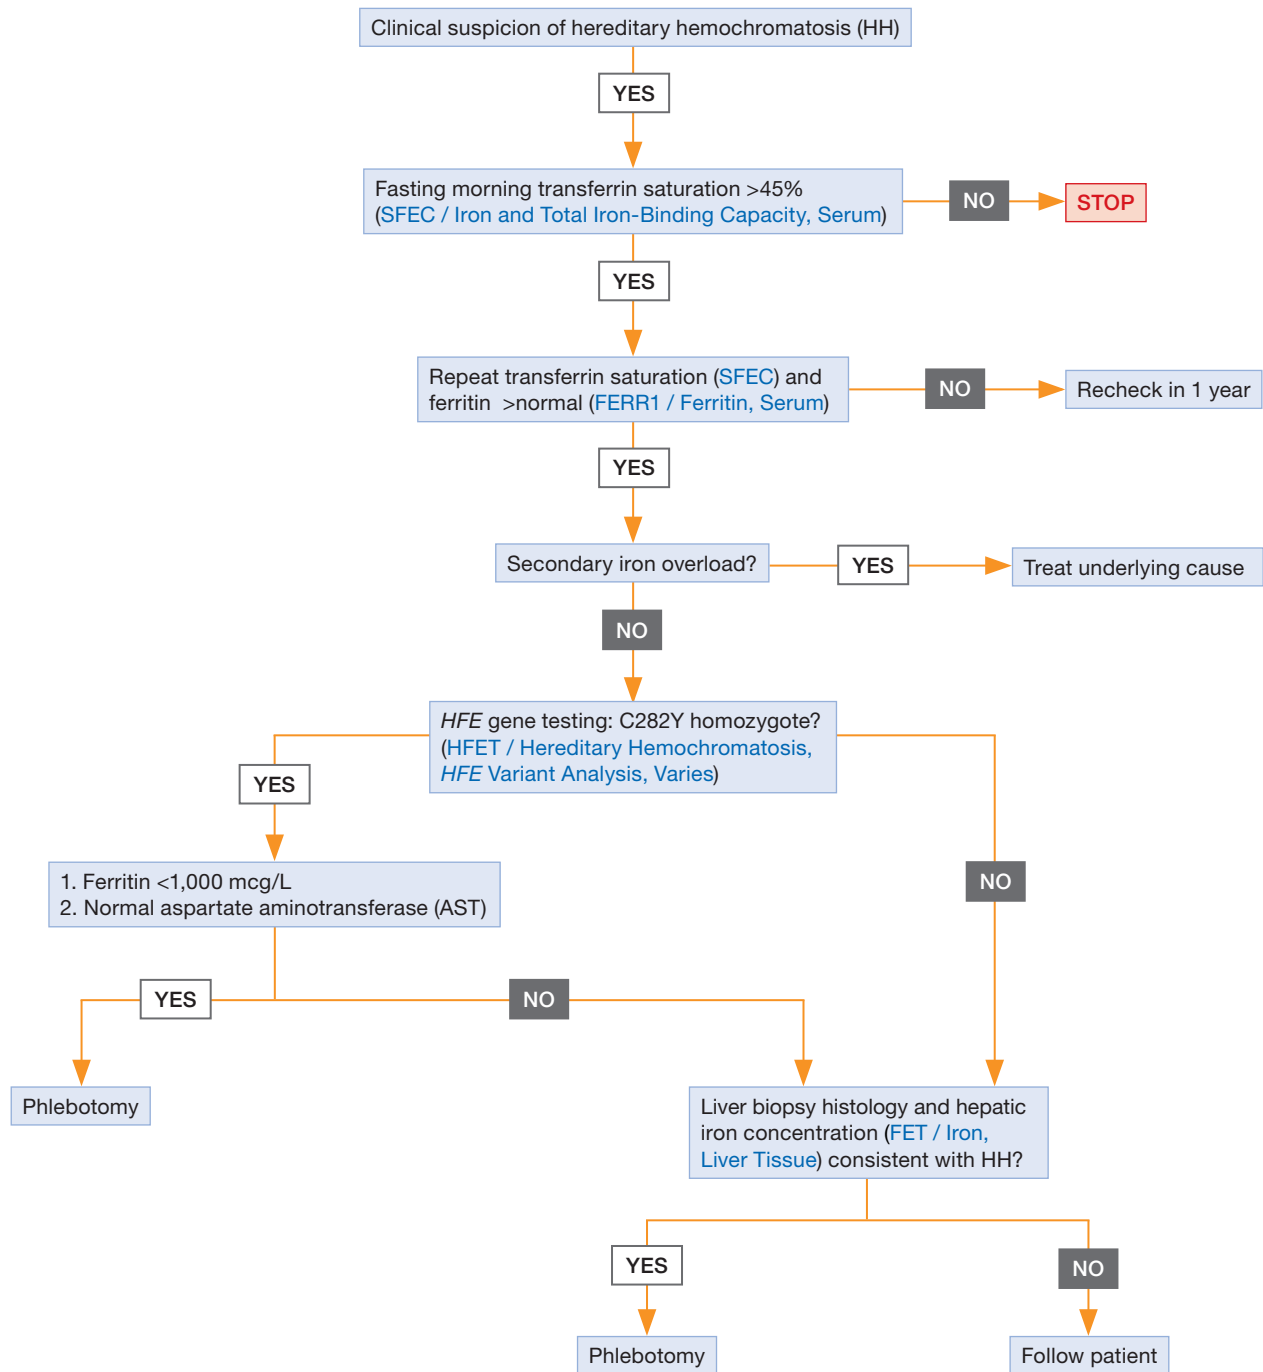 Clinical suspicion of hereditary hemochromatosis (HH)
YES
Fasting morning transferrin saturation >45%
(SFEC / Iron and Total Iron-Binding Capacity, Serum)
NO
STOP
YES
Repeat transferrin saturation (SFEC) and
ferritin >normal (FERR1 / Ferritin, Serum)
NO
Recheck in 1 year
YES
Secondary iron overload?
YES
Treat underlying cause
NO
HFE gene testing: C282Y homozygote?
(HFET / Hereditary Hemochromatosis,
HFE Variant Analysis, Varies)
YES
NO
1. Ferritin <1,000 mcg/L
2. Normal aspartate aminotransferase (AST)
YES
NO
Phlebotomy
Liver biopsy histology and hepatic
iron concentration (FET / Iron,
Liver Tissue) consistent with HH?
YES
NO
Phlebotomy
Follow patient